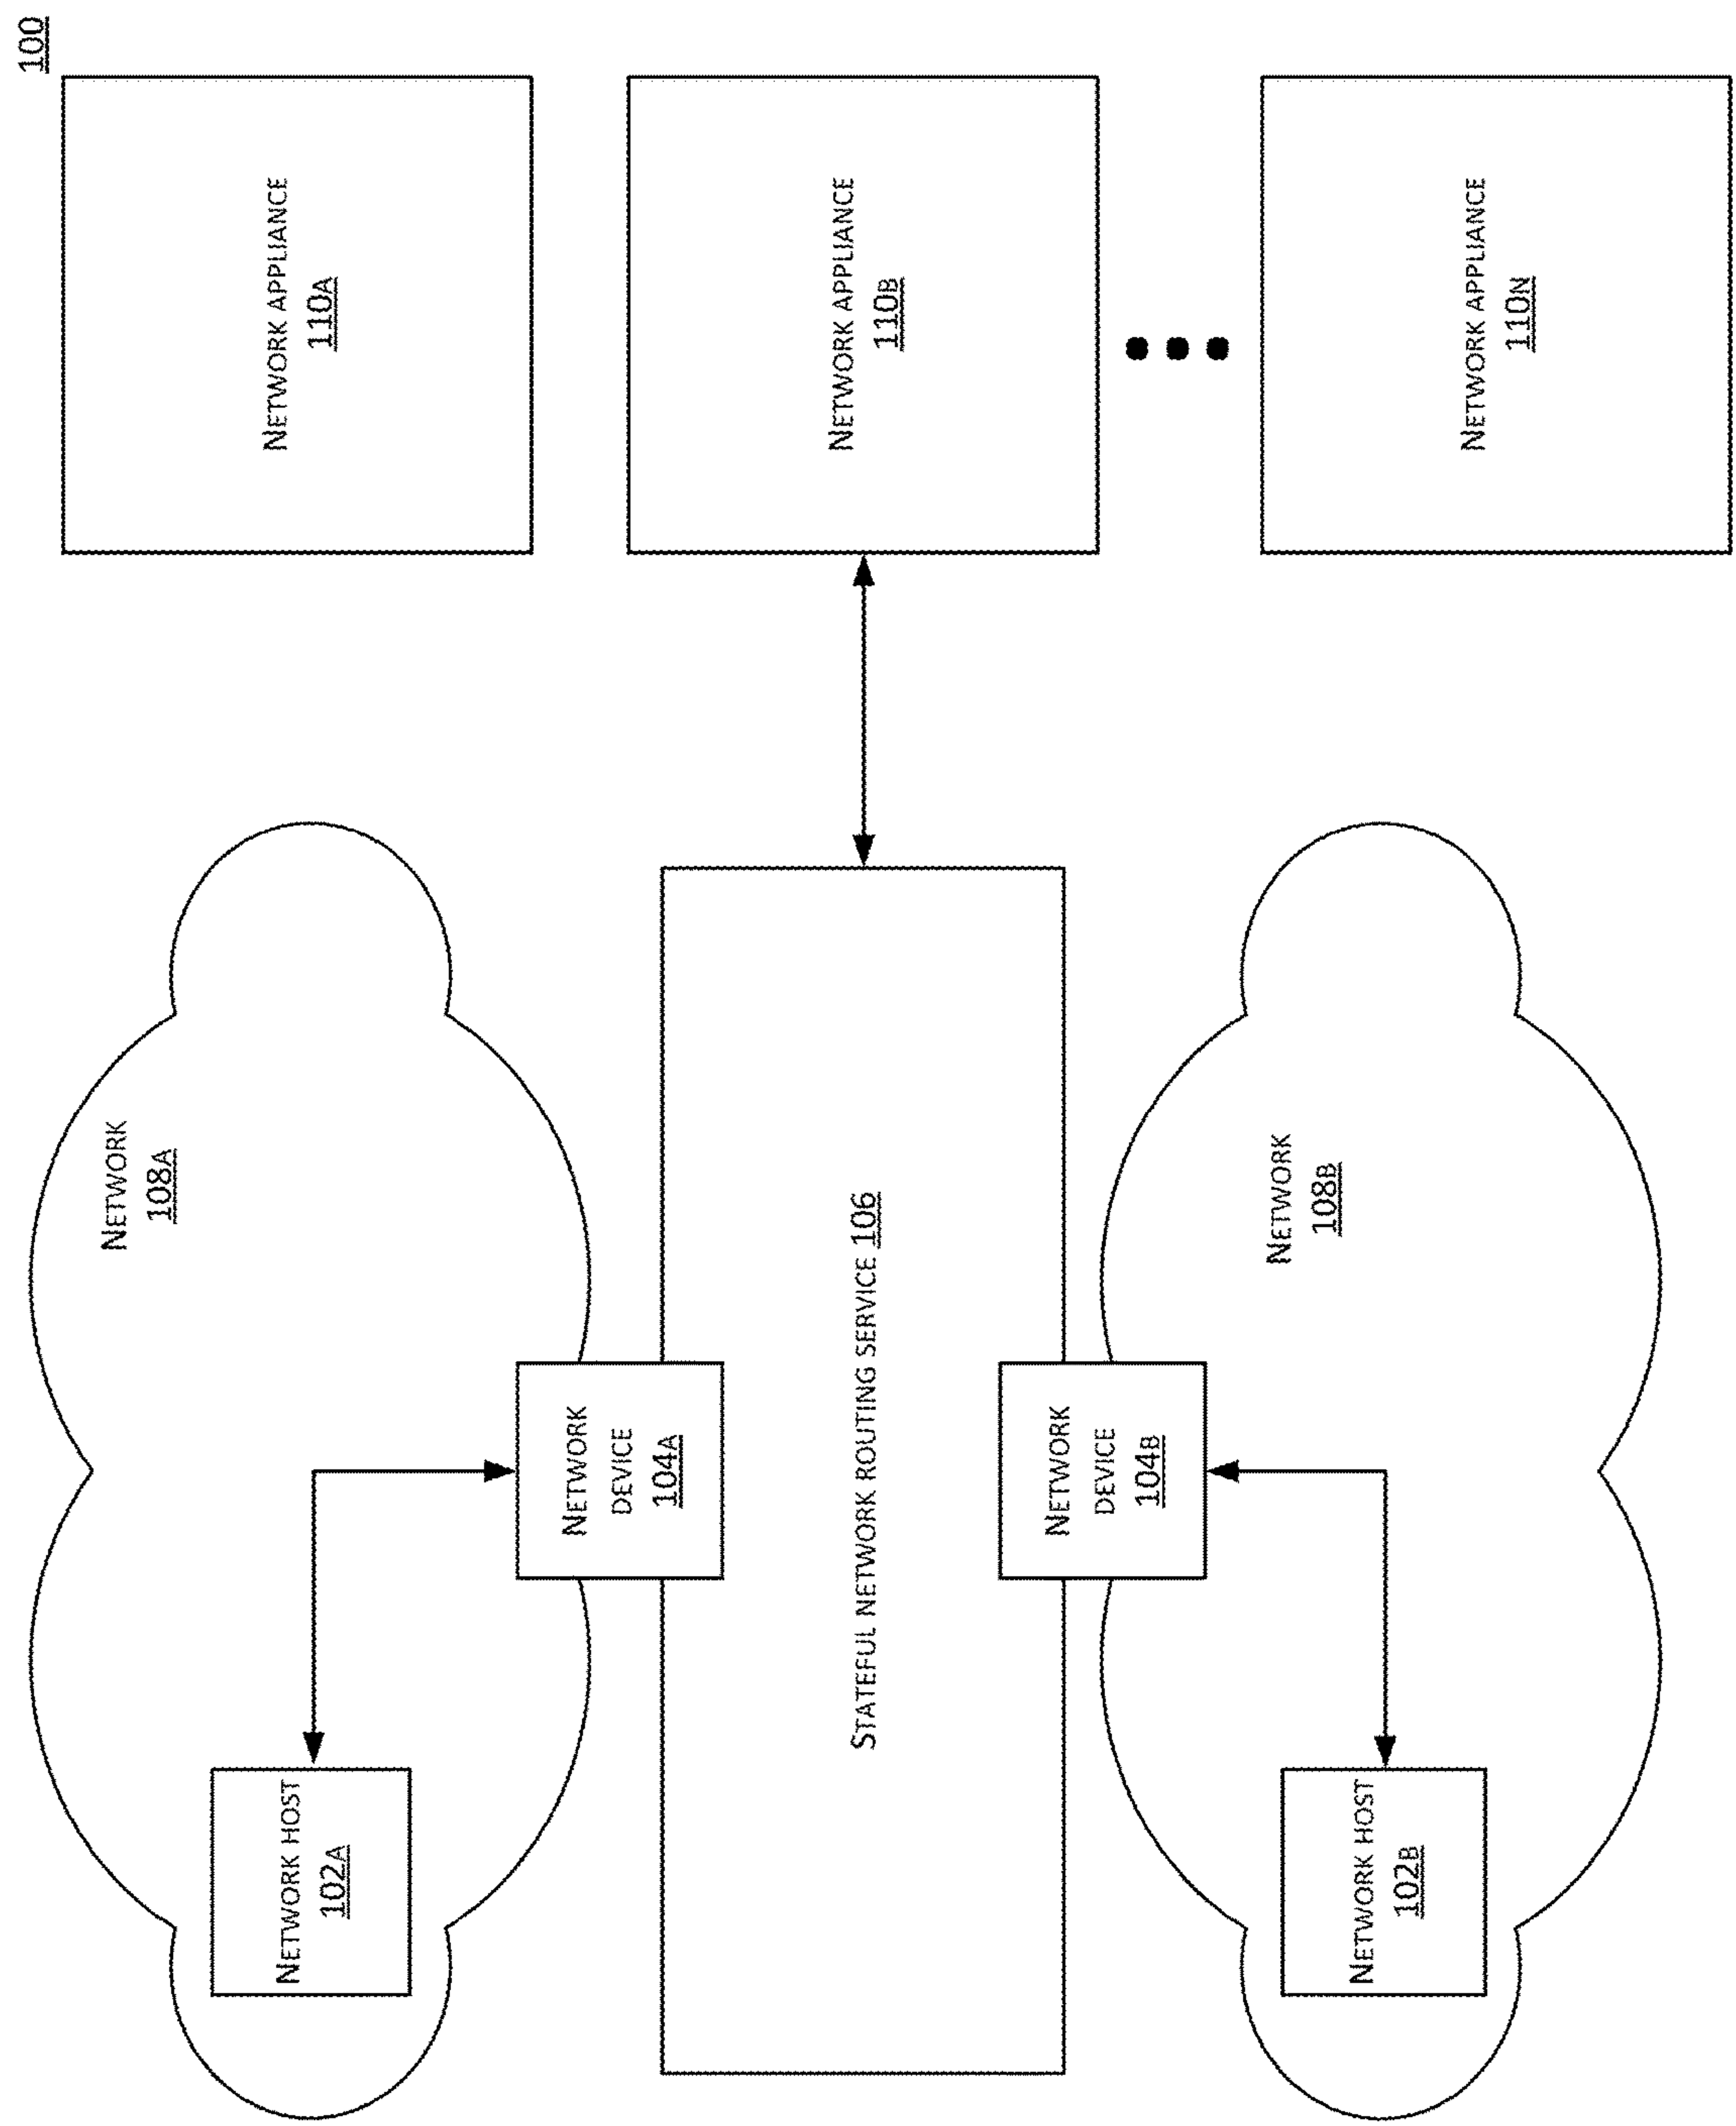 100
NETWORK APPLIANCE
110A
NETWORK APPLIANCE
110B
NETWORK APPLIANCE
110N
NETWORK
108A
NETWORK HOST
102A
NETWORK
DEVICE
104A
STATEFUL NETWORK ROUTING SERVICE 106
NETWORK
DEVICE
104B
NETWORK
108B
NETWORK HOST
102B